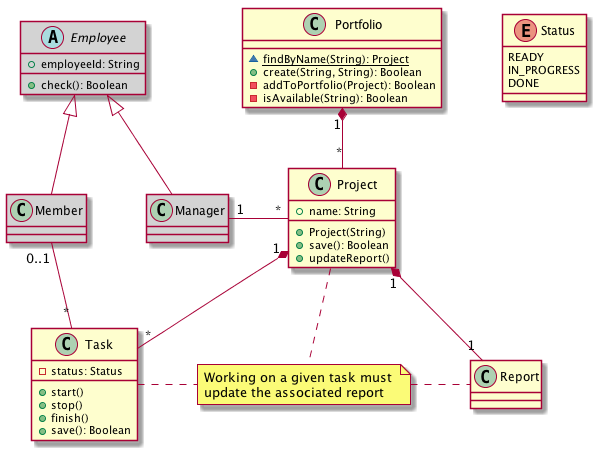 A Employee
employeeId: String
check(): Boolean
C Portfolio
findByName(String): Project
create(String, String): Boolean
addToPortfolio(Project): Boolean
isAvailable(String): Boolean
E Status
READY
IN_PROGRESS
DONE
1
*
C Member
C Manager
1
*
C Project
name: String
Project(String)
save(): Boolean
updateReport()
0..1
*
1
*
1
1
C Task
status: Status
start()
stop()
finish()
save(): Boolean
Working on a given task must
update the associated report
C Report